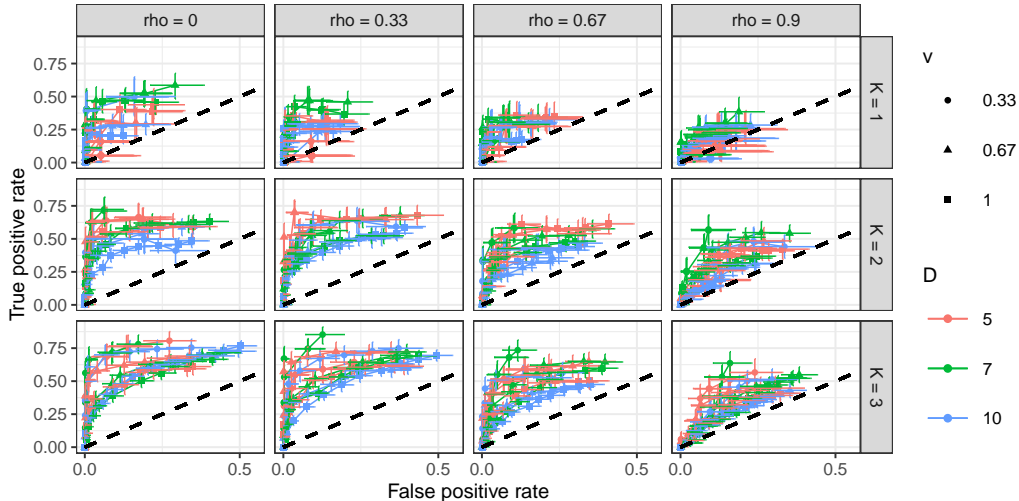 rho = 0 rho = 0.33 rho = 0.67 rho = 0.9
True positive rate
0.75
0.50
0.25
0.00
K = 1
0.75
0.50
0.25
0.00
K = 2
0.75
0.50
0.25
0.00
K = 3
0.0 0.5 0.0 0.5 0.0 0.5 0.0 0.5
False positive rate
v
0.33
0.67
1
D
5
7
10